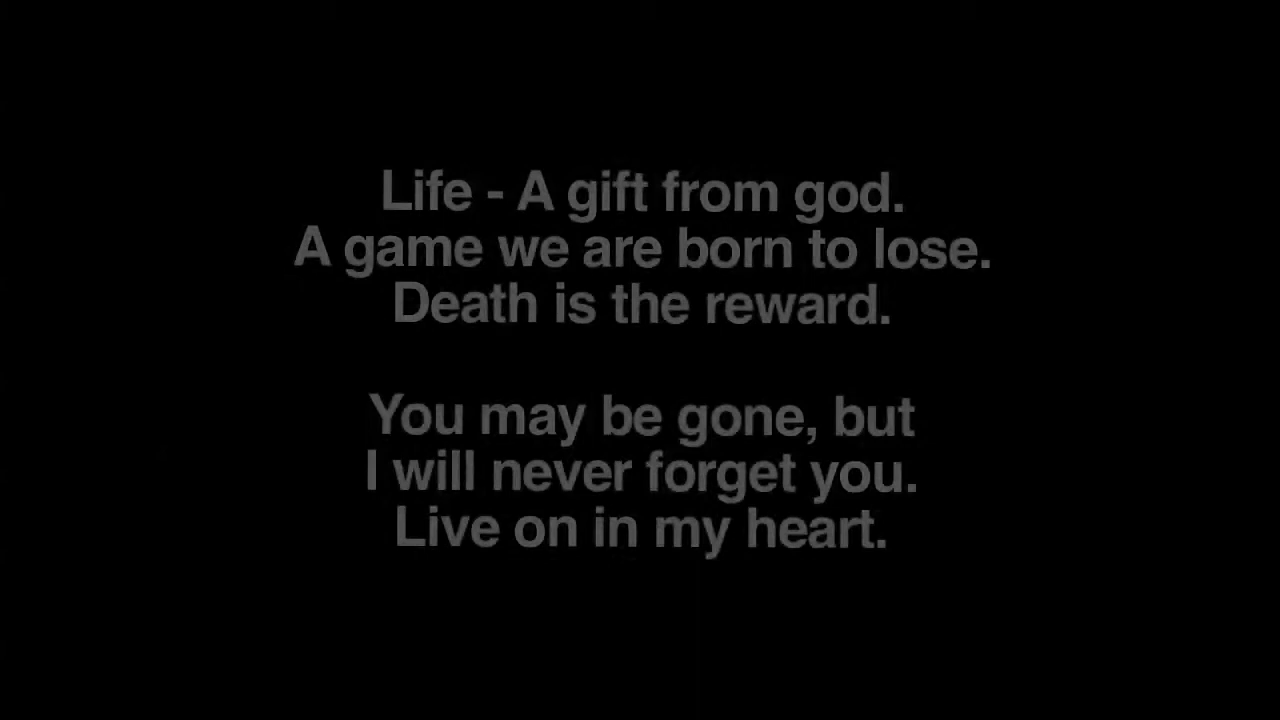 Life - A gift from god.
A game we are born to lose.
Death is the reward.
You may be gone, but
I will never forget you.
Live on in my heart.